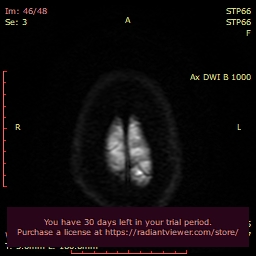 Im: 46/48
Se: 3
A
STP66
STP66
F
Ax DWI B 1000
R
L
You have 30 days left in your trial period.
Purchase a license at https://radiantviewer.com/store/